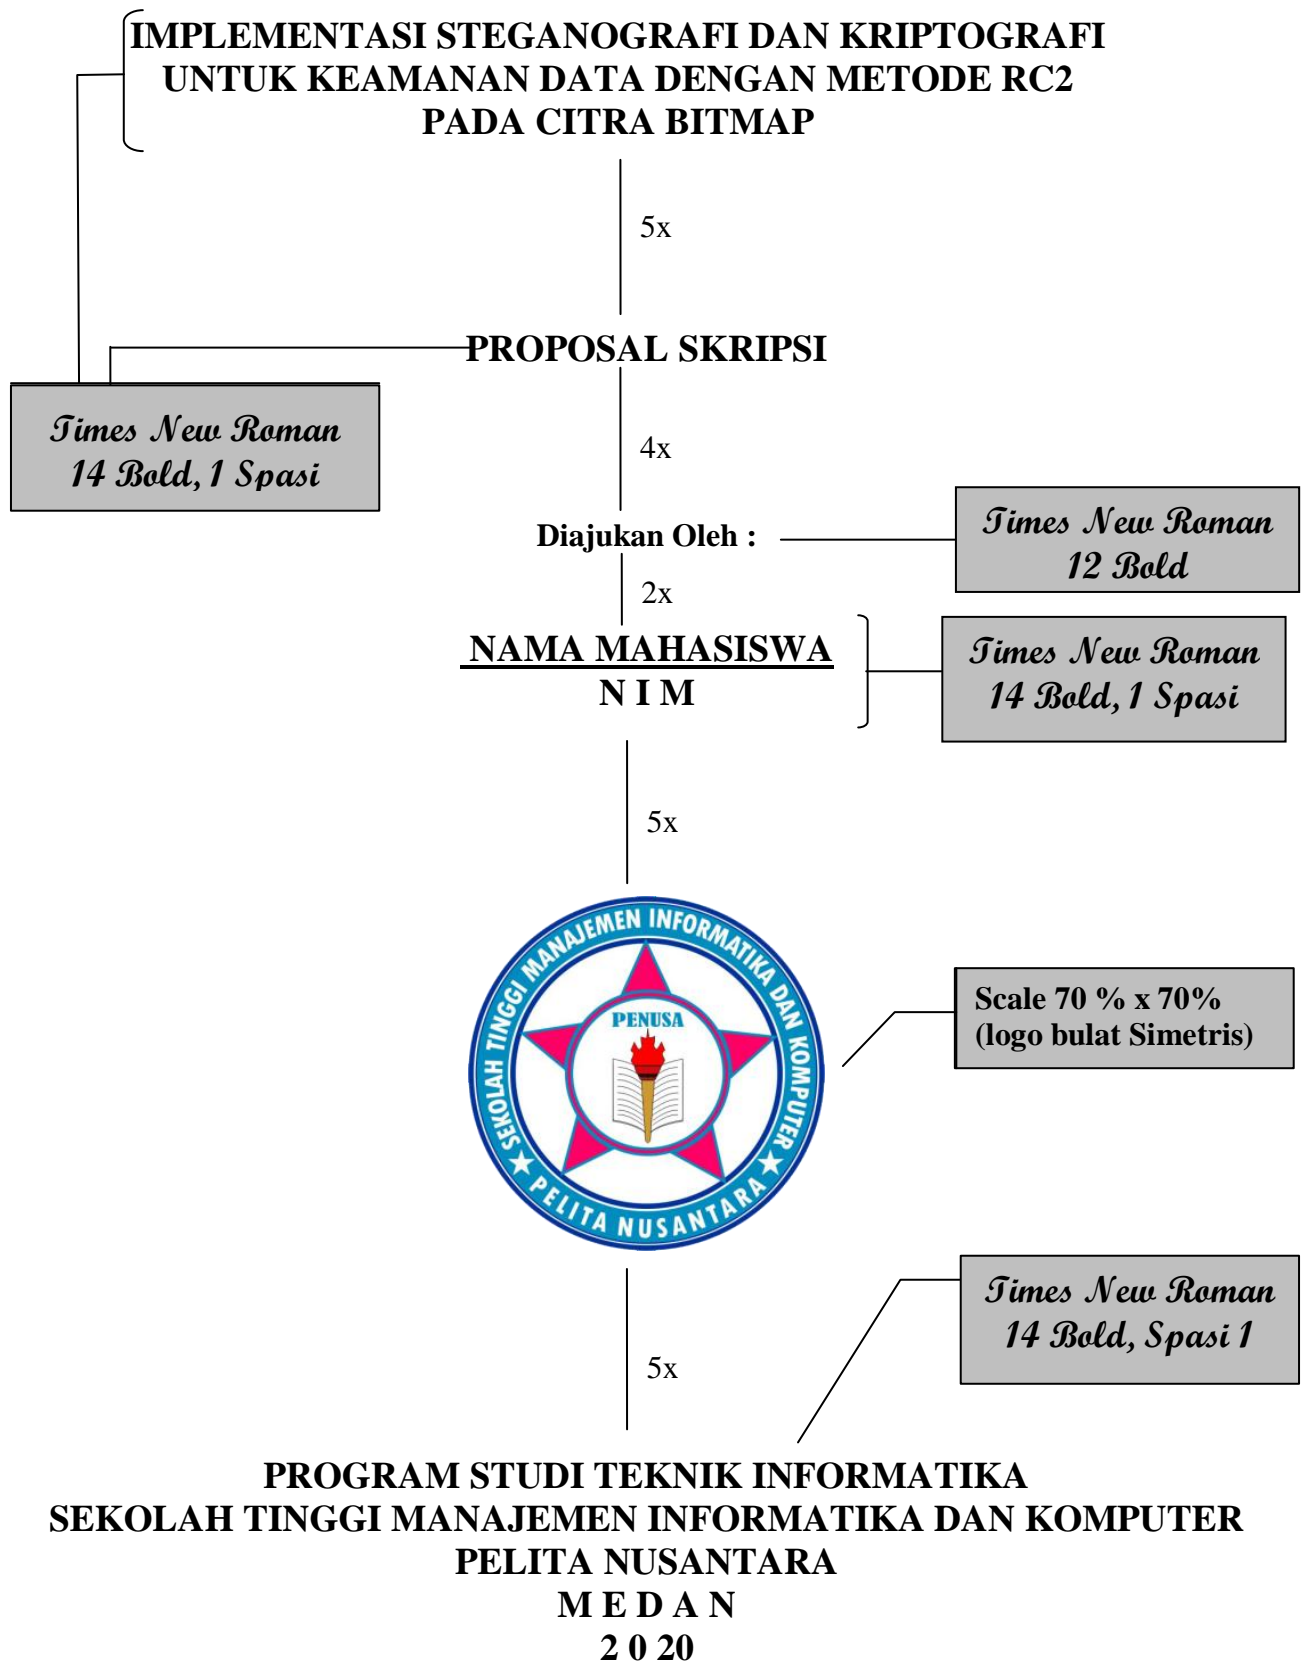 IMPLEMENTASI STEGANOGRAFI DAN KRIPTOGRAFI
UNTUK KEAMANAN DATA DENGAN METODE RC2
PADA CITRA BITMAP
5x
PROPOSAL SKRIPSI
Times New Roman
14 Bold, 1 Spasi
4x
Diajukan Oleh :
Times New Roman
12 Bold
2x
NAMA MAHASISWA
N I M
Times New Roman
14 Bold, 1 Spasi
5x
SEKOLAH TINGGI MANAJEMEN INFORMATIKA DAN KOMPUTER
PENUSA
PELITA NUSANTARA
Scale 70 % x 70%
(logo bulat Simetris)
Times New Roman
14 Bold, Spasi 1
5x
PROGRAM STUDI TEKNIK INFORMATIKA
SEKOLAH TINGGI MANAJEMEN INFORMATIKA DAN KOMPUTER
PELITA NUSANTARA
M E D A N
2 0 20